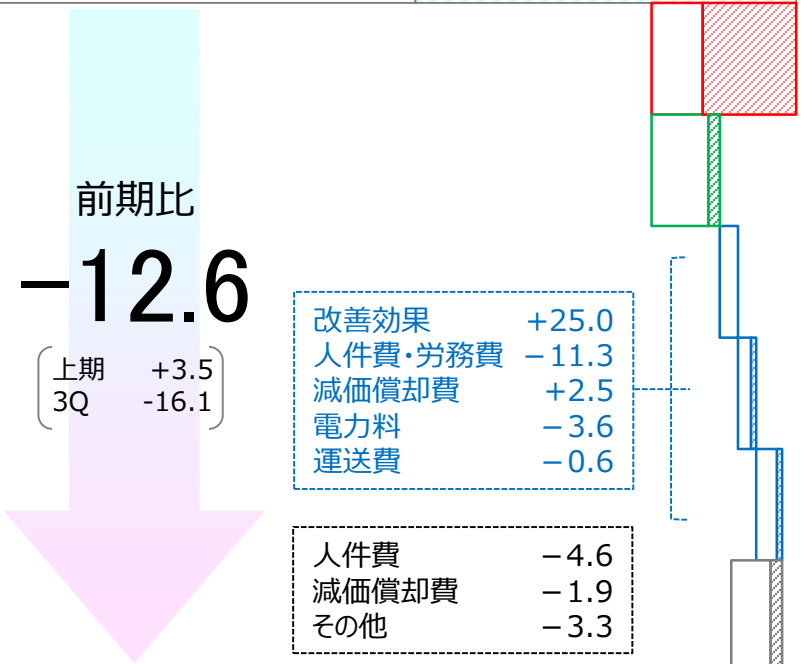 前期比
−12.6
上期 +3.5
3Q -16.1
改善効果 +25.0
人件費・労務費 −11.3
減価償却費 +2.5
電力料 −3.6
運送費 −0.6
人件費 −4.6
減価償却費 −1.9
その他 −3.3